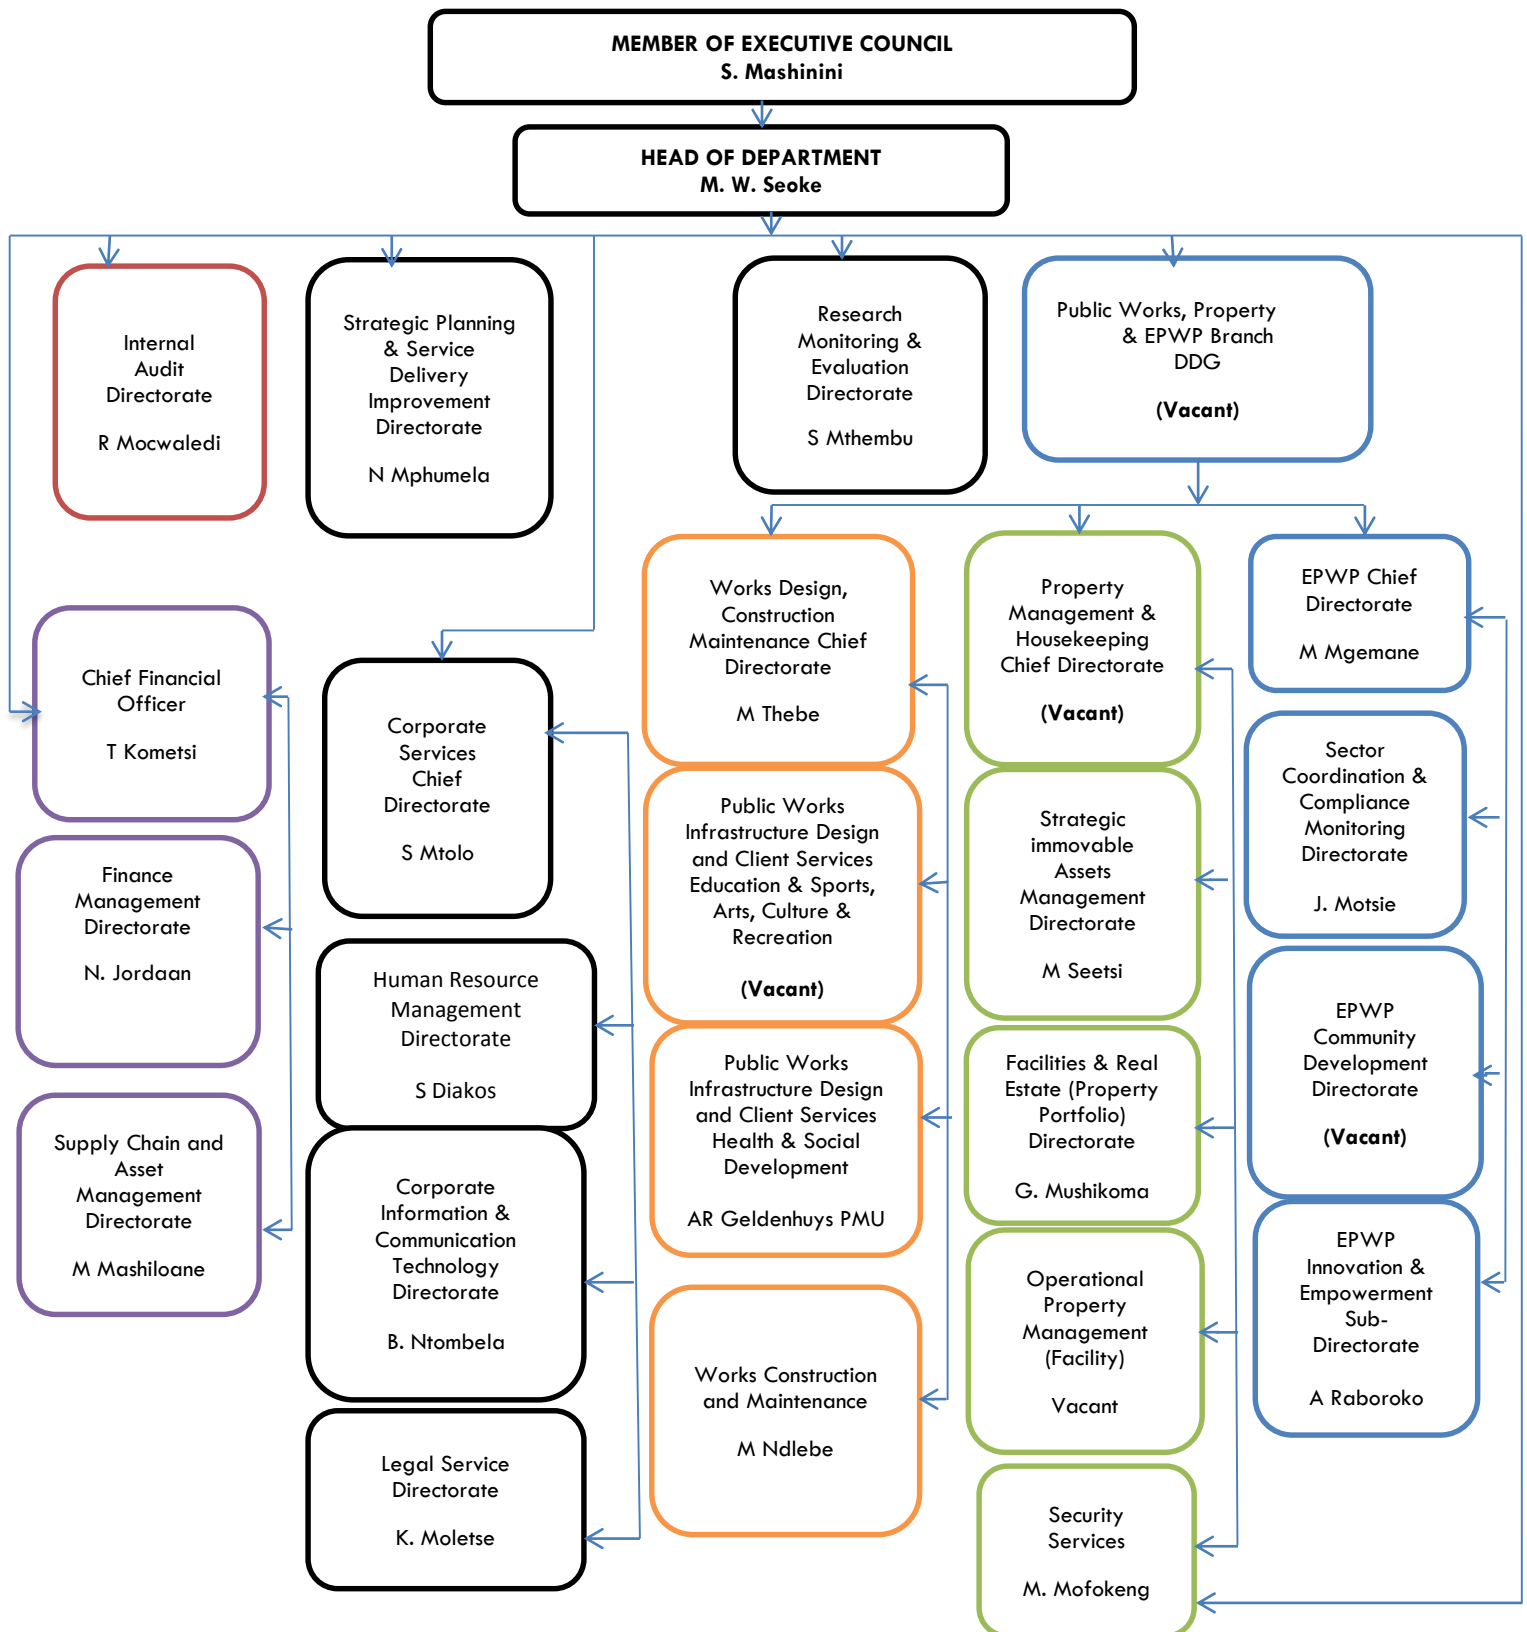 MEMBER OF EXECUTIVE COUNCIL
S. Mashinini
HEAD OF DEPARTMENT
M. W. Seoke
Internal
Audit
Directorate
R Mocwaledi
Strategic Planning
& Service
Delivery
Improvement
Directorate
N Mphumela
Research
Monitoring &
Evaluation
Directorate
S Mthembu
Public Works, Property
& EPWP Branch
DDG
(Vacant)
Chief Financial
Officer
T Kometsi
Finance
Management
Directorate
N. Jordaan
Supply Chain and
Asset
Management
Directorate
M Mashiloane
Corporate
Services
Chief
Directorate
S Mtolo
Human Resource
Management
Directorate
S Diakos
Corporate
Information &
Communication
Technology
Directorate
B. Ntombela
Legal Service
Directorate
K. Moletse
Works Design,
Construction
Maintenance Chief
Directorate
M Thebe
Public Works
Infrastructure Design
and Client Services
Education & Sports,
Arts, Culture &
Recreation
(Vacant)
Public Works
Infrastructure Design
and Client Services
Health & Social
Development
AR Geldenhuys PMU
Works Construction
and Maintenance
M Ndlebe
Property
Management &
Housekeeping
Chief Directorate
(Vacant)
Strategic
immovable
Assets
Management
Directorate
M Seetsi
Facilities & Real
Estate (Property
Portfolio)
Directorate
G. Mushikoma
Operational
Property
Management
(Facility)
Vacant
Security
Services
M. Mofokeng
EPWP Chief
Directorate
M Mgemane
Sector
Coordination &
Compliance
Monitoring
Directorate
J. Motsie
EPWP
Community
Development
Directorate
(Vacant)
EPWP
Innovation &
Empowerment
Sub-
Directorate
A Raboroko